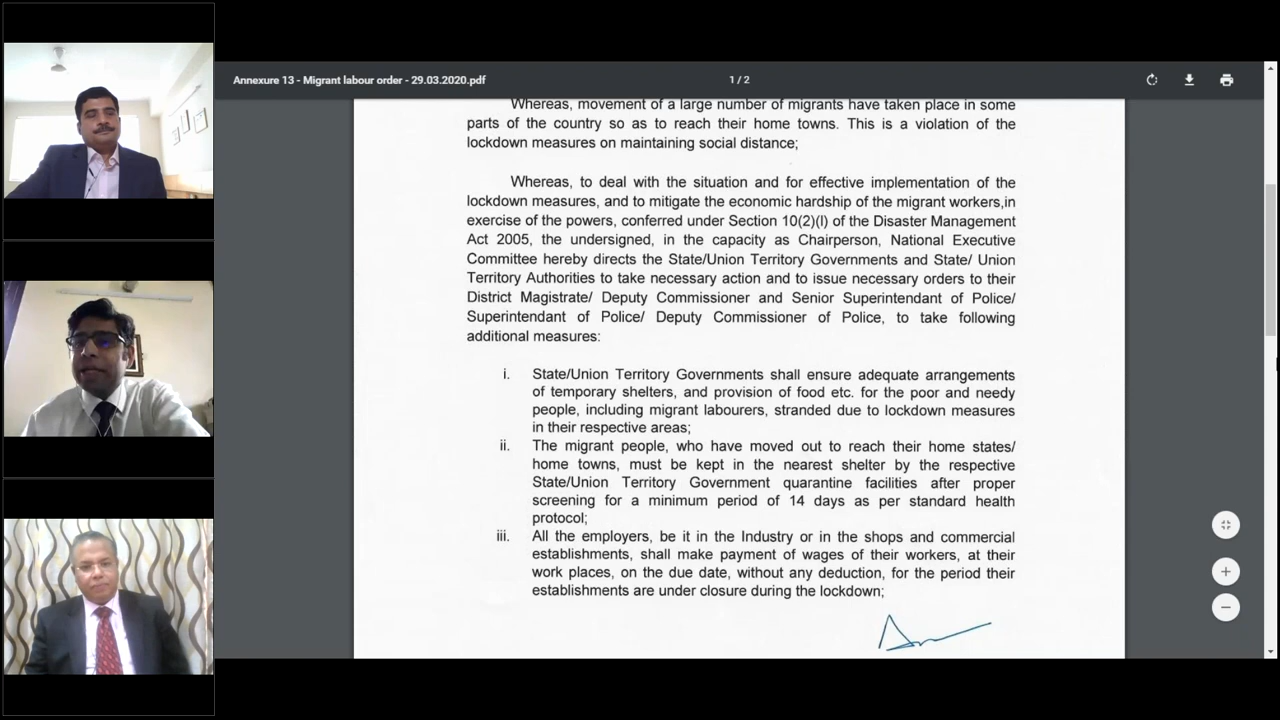 Annexure 13 - Migrant labour order - 29.03.2020.pdf
1 / 2
Whereas, movement of a large number of migrants have taken place in some
parts of the country so as to reach their home towns. This is a violation of the
lockdown measures on maintaining social distance;
Whereas, to deal with the situation and for effective implementation of the
lockdown measures, and to mitigate the economic hardship of the migrant workers,in
exercise of the powers, conferred under Section 10(2)(l) of the Disaster Management
Act 2005, the undersigned, in the capacity as Chairperson, National Executive
Committee hereby directs the State/Union Territory Governments and State/ Union
Territory Authorities to take necessary action and to issue necessary orders to their
District Magistrate/ Deputy Commissioner and Senior Superintendant of Police/
Superintendant of Police/ Deputy Commissioner of Police, to take following
additional measures:
i. State/Union Territory Governments shall ensure adequate arrangements
of temporary shelters, and provision of food etc. for the poor and needy
people, including migrant labourers, stranded due to lockdown measures
in their respective areas;
ii. The migrant people, who have moved out to reach their home states/
home towns, must be kept in the nearest shelter by the respective
State/Union Territory Government quarantine facilities after proper
screening for a minimum period of 14 days as per standard health
protocol;
iii. All the employers, be it in the Industry or in the shops and commercial
establishments, shall make payment of wages of their workers, at their
work places, on the due date, without any deduction, for the period their
establishments are under closure during the lockdown;